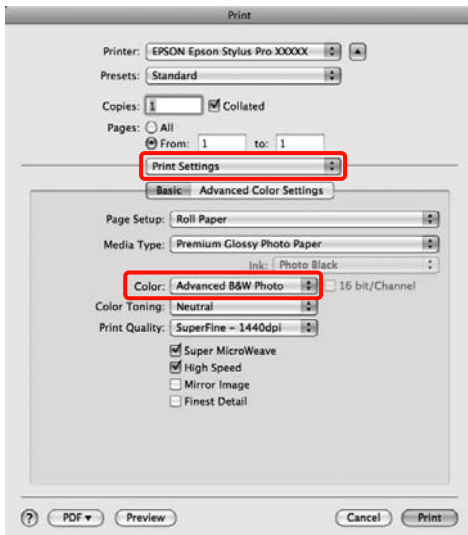 Print
Printer: EPSON Epson Stylus Pro XXXXX
Presets: Standard
Copies: 1 Collated
Pages: All
From: 1 to: 1
Print Settings
Basic Advanced Color Settings
Page Setup: Roll Paper
Media Type: Premium Glossy Photo Paper
Ink: Photo Black
Color: Advanced B&W Photo 16 bit/Channel
Color Toning: Neutral
Print Quality: SuperFine - 1440dpi
Super MicroWeave
High Speed
Mirror Image
Finest Detail
? PDF Preview Cancel Print